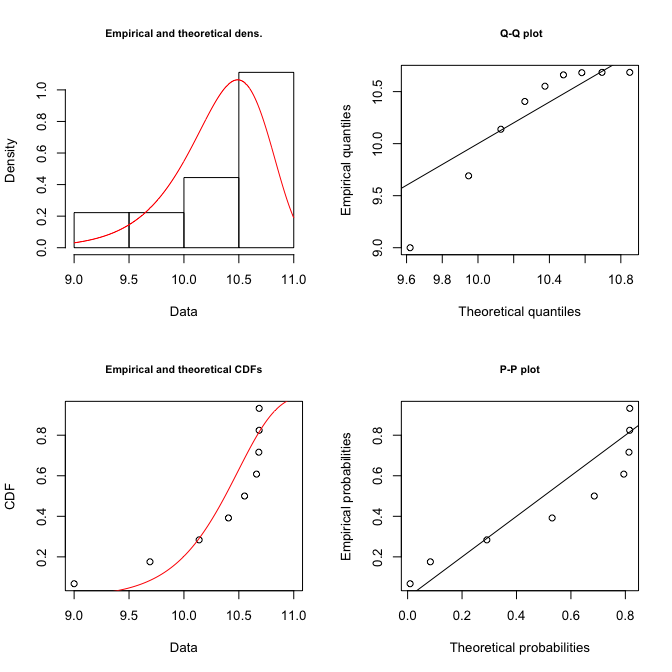 Empirical and theoretical dens.
Density
0.0 0.2 0.4 0.6 0.8 1.0
9.0 9.5 10.0 10.5 11.0
Data
Q-Q plot
Empirical quantiles
9.0 9.5 10.0 10.5
9.6 9.8 10.0 10.4 10.8
Theoretical quantiles
Empirical and theoretical CDFs
CDF
0.2 0.4 0.6 0.8
9.0 9.5 10.0 10.5 11.0
Data
P-P plot
Empirical probabilities
0.2 0.4 0.6 0.8
0.0 0.2 0.4 0.6 0.8
Theoretical probabilities